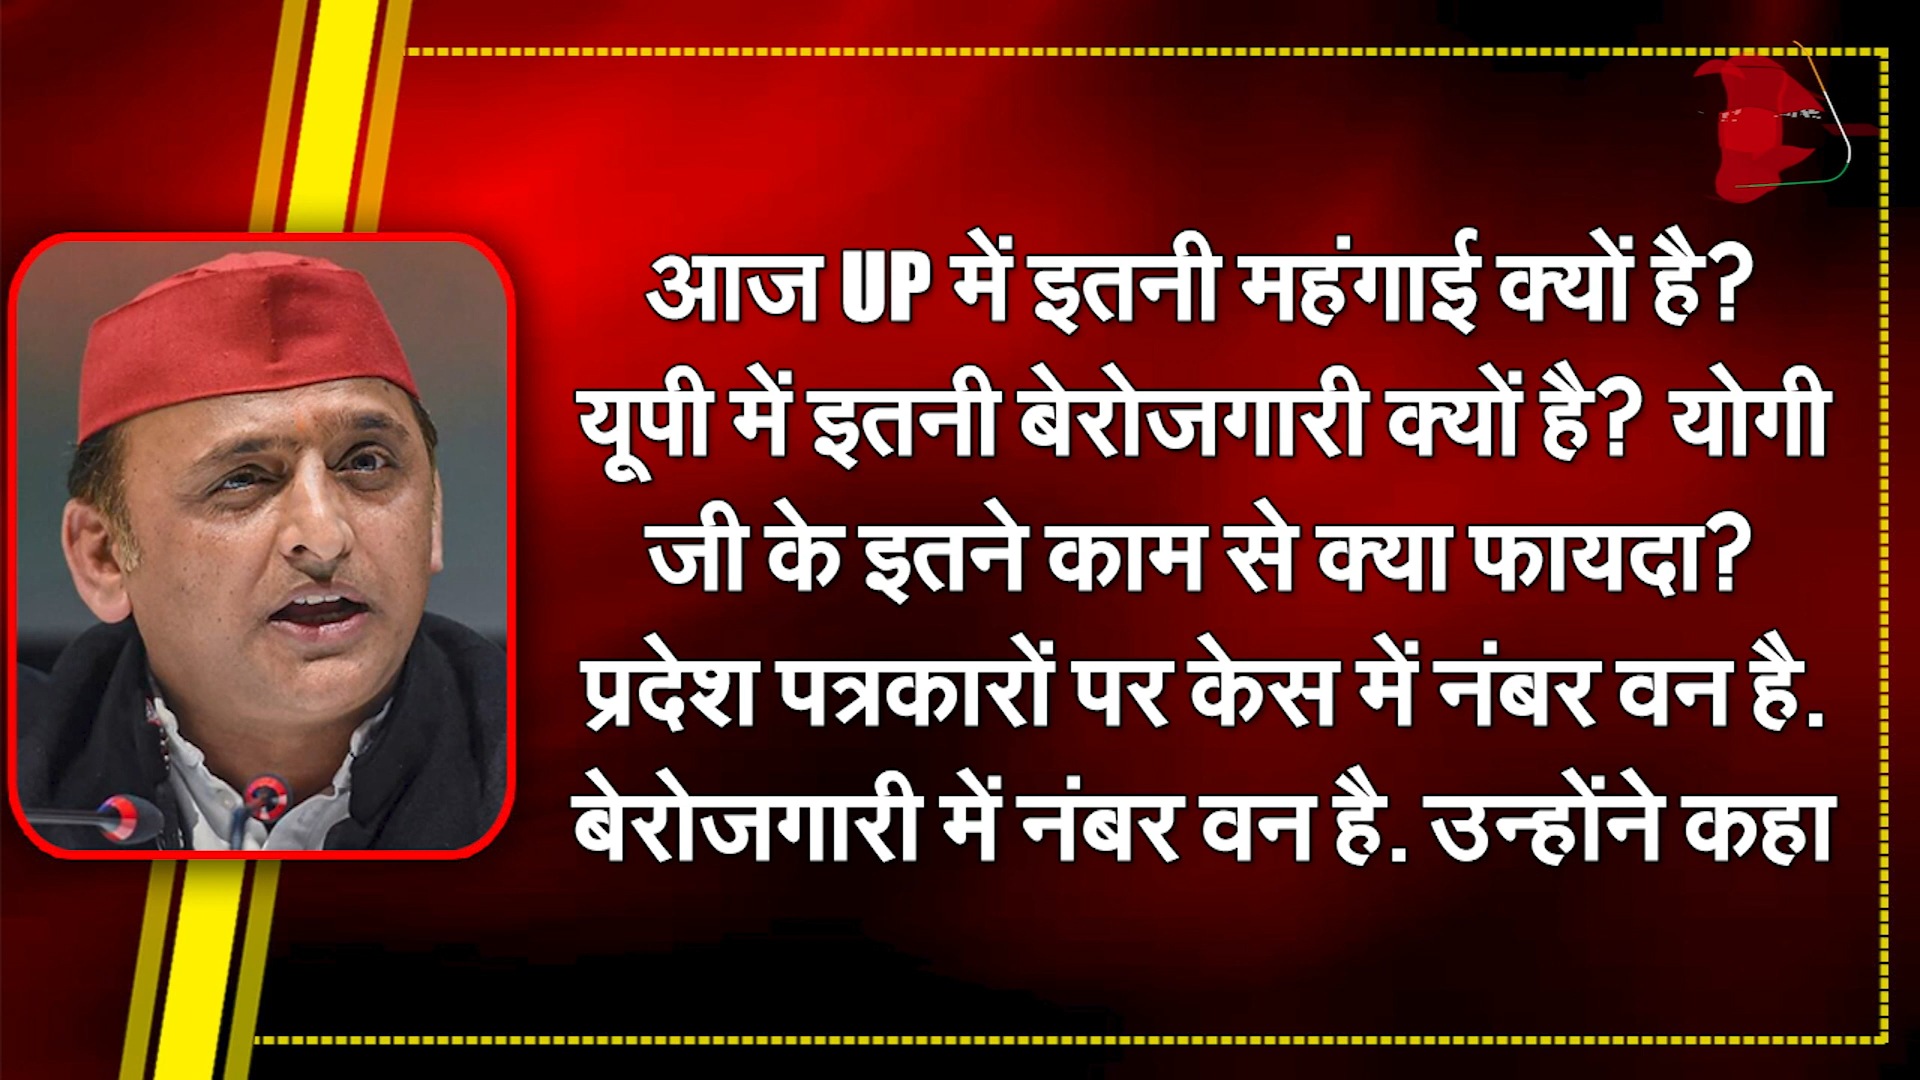 आज UP में इतनी महंगाई क्यों है?
यूपी में इतनी बेरोजगारी क्यों है? योगी
जी के इतने काम से क्या फायदा?
प्रदेश पत्रकारों पर केस में नंबर वन है.
बेरोजगारी में नंबर वन है. उन्होंने कहा